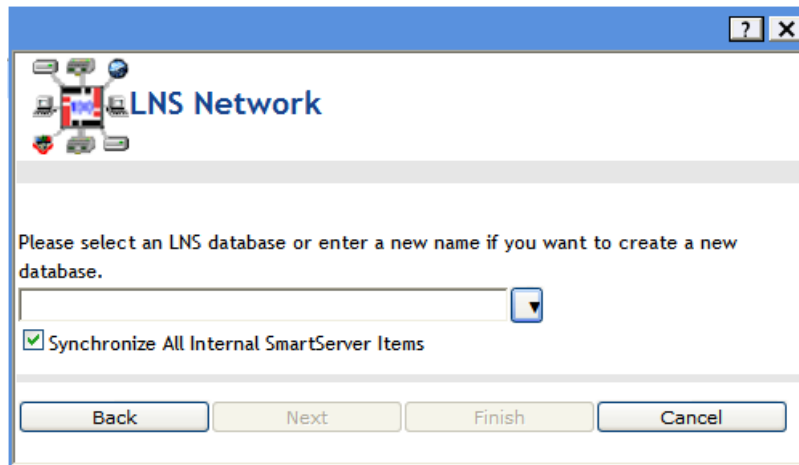 ?
LNS Network
Please select an LNS database or enter a new name if you want to create a new
database.
Synchronize All Internal SmartServer Items
Back Next Finish Cancel